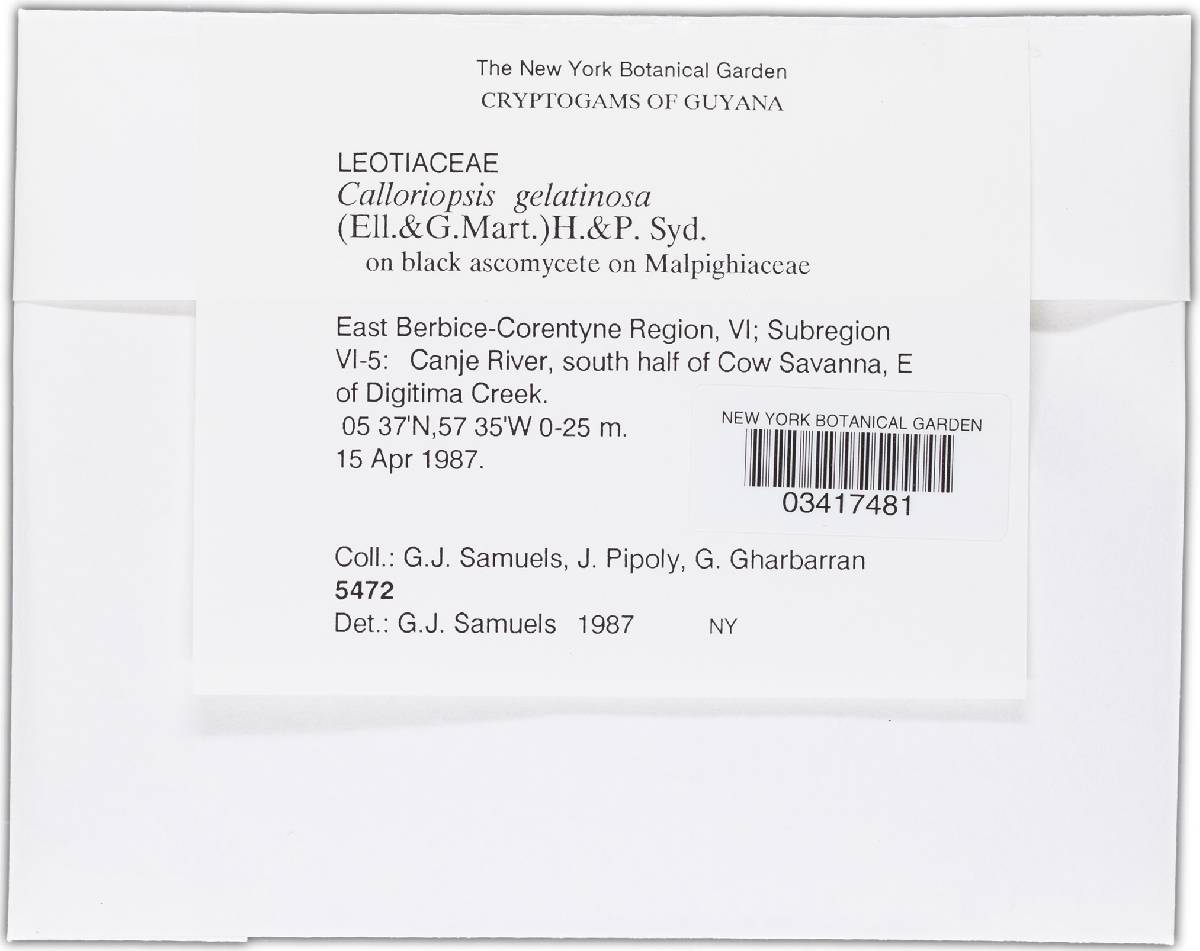 The New York Botanical Garden
CRYPTOGAMS OF GUYANA
LEOTIACEAE
Calloriopsis gelatinosa
(Ell.&G.Mart.)H.&P. Syd.
on black ascomycete on Malpighiaceae
East Berbice-Corentyne Region, VI; Subregion
VI-5: Canje River, south half of Cow Savanna, E
of Digitima Creek.
05 37'N,57 35'W 0-25 m.
15 Apr 1987.
NEW YORK BOTANICAL GARDEN
03417481
Coll.: G.J. Samuels, J. Pipoly, G. Gharbarran
5472
Det.: G.J. Samuels 1987 NY